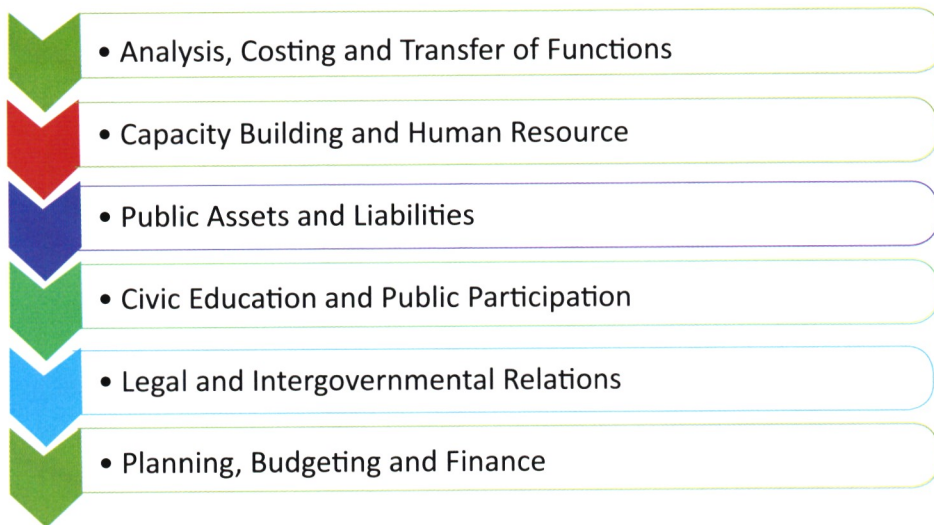 • Analysis, Costing and Transfer of Functions
• Capacity Building and Human Resource
• Public Assets and Liabilities
• Civic Education and Public Participation
• Legal and Intergovernmental Relations
• Planning, Budgeting and Finance